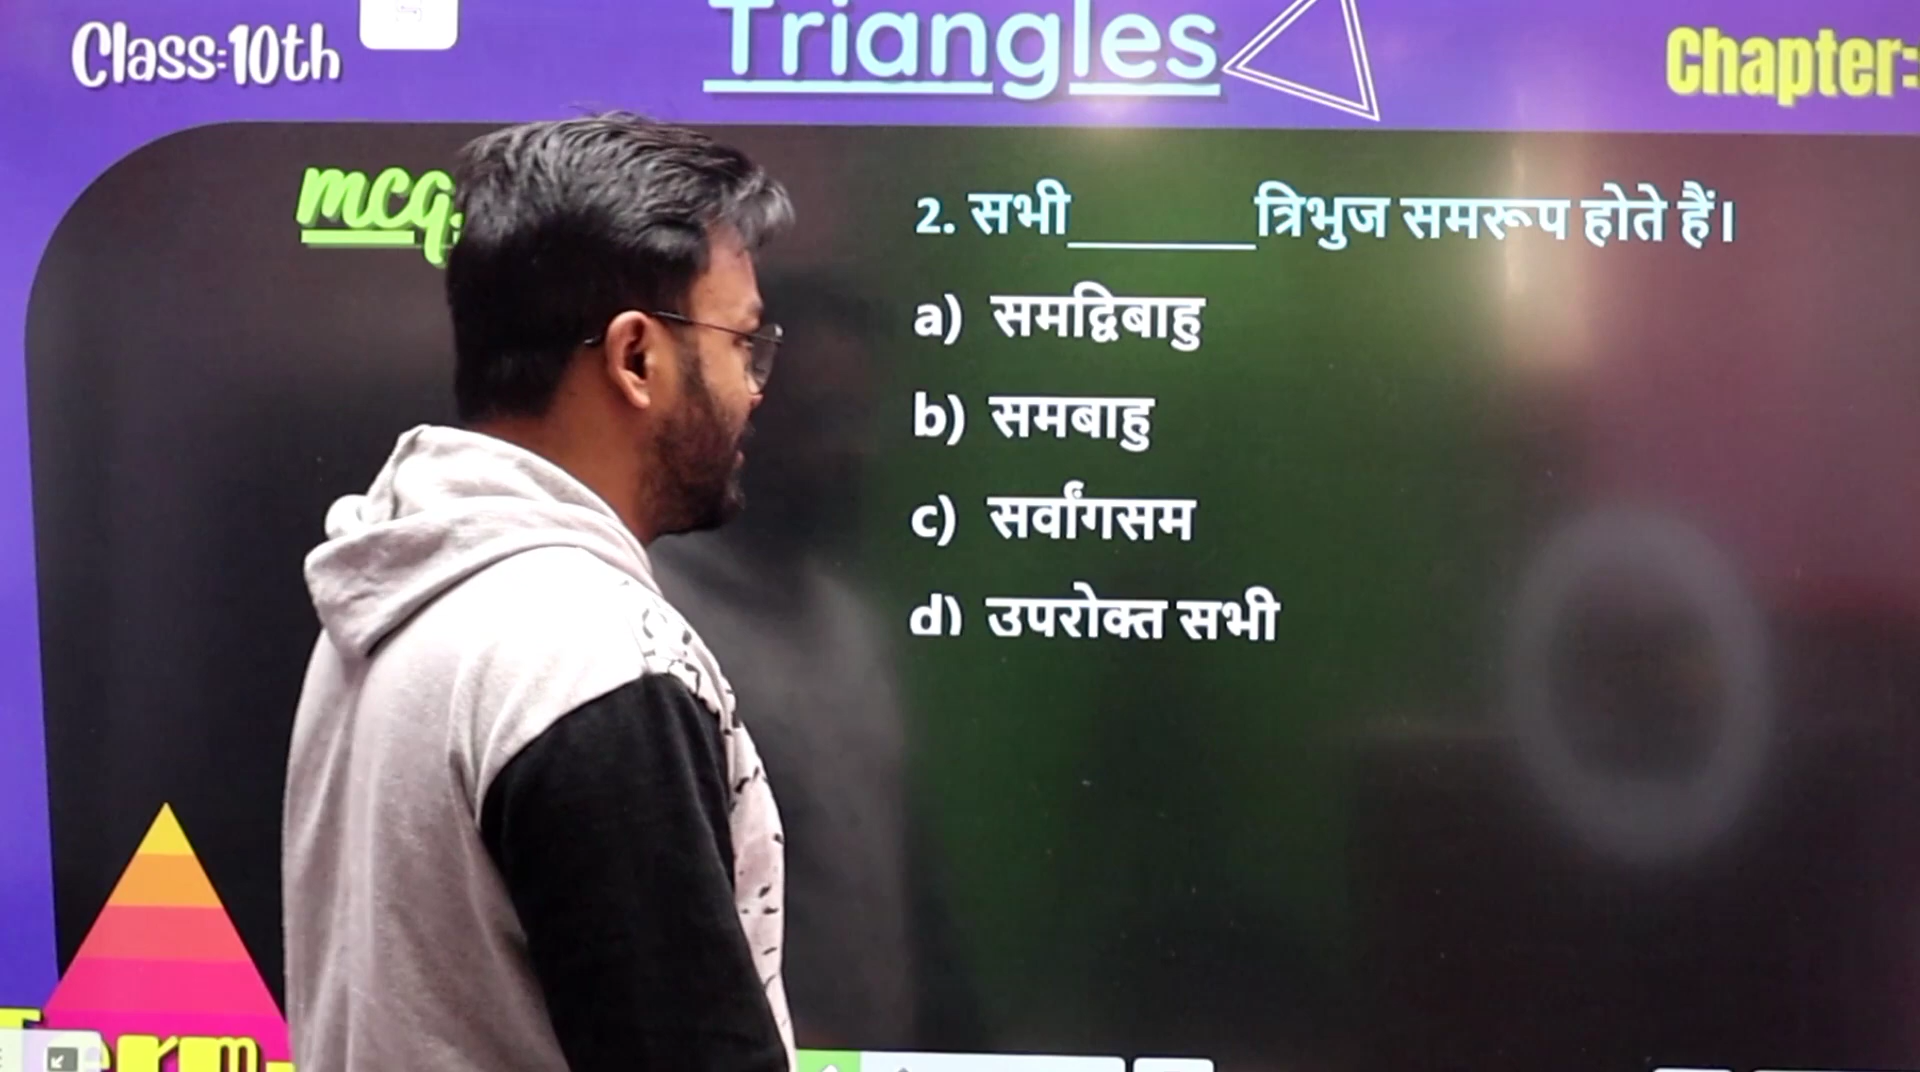 Class:10th
Triangles
Chapter:
mcq.
2. सभी______त्रिभुज समरूप होते हैं।
a) समद्विबाहु
b) समबाहु
c) सर्वांगसम
d) उपरोक्त सभी